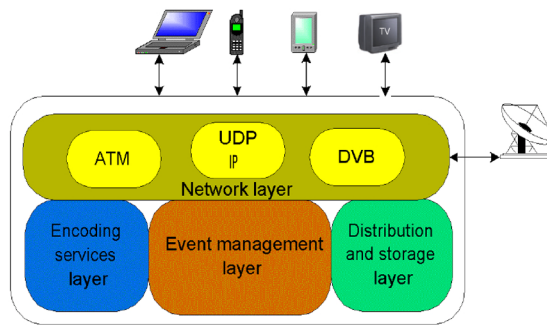 TV
ATM
UDP
IP
DVB
Network layer
Encoding
services
layer
Event management
layer
Distribution
and storage
layer